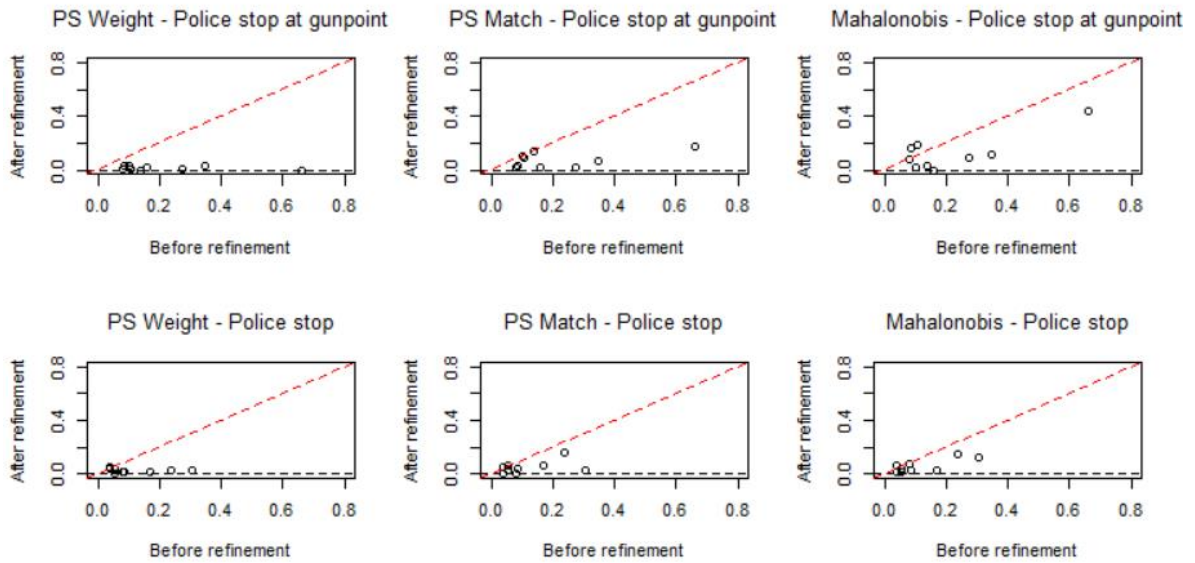 PS Weight - Police stop at gunpoint
After refinement
0.0 0.4 0.8
0.0 0.2 0.4 0.6 0.8
Before refinement
PS Match - Police stop at gunpoint
After refinement
0.0 0.4 0.8
0.0 0.2 0.4 0.6 0.8
Before refinement
Mahalonobis - Police stop at gunpoint
After refinement
0.0 0.4 0.8
0.0 0.2 0.4 0.6 0.8
Before refinement
PS Weight - Police stop
After refinement
0.0 0.4 0.8
0.0 0.2 0.4 0.6 0.8
Before refinement
PS Match - Police stop
After refinement
0.0 0.4 0.8
0.0 0.2 0.4 0.6 0.8
Before refinement
Mahalonobis - Police stop
After refinement
0.0 0.4 0.8
0.0 0.2 0.4 0.6 0.8
Before refinement